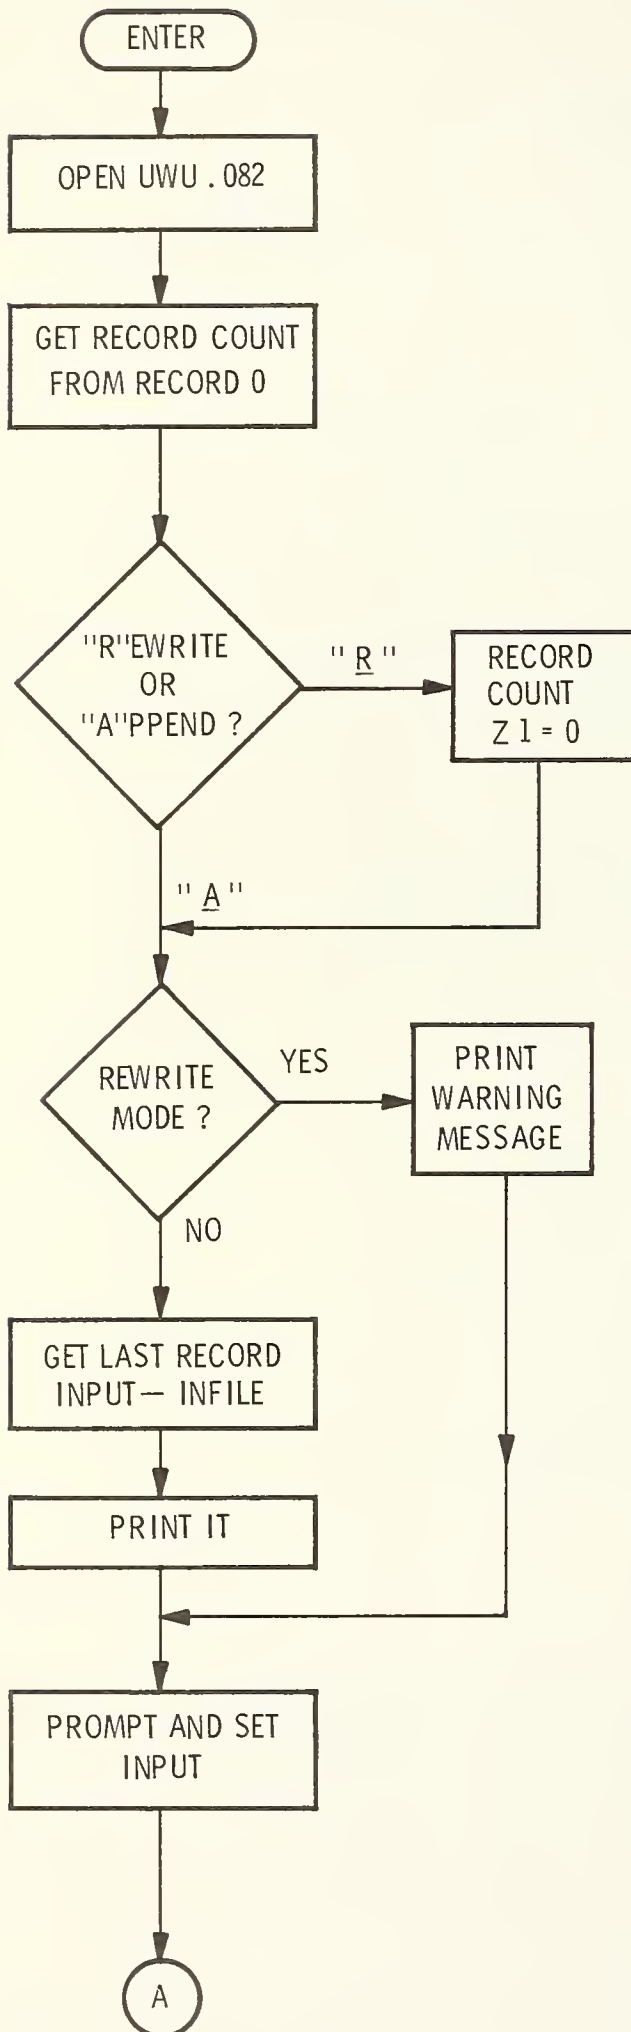 ENTER
OPEN UWU .082
GET RECORD COUNT
FROM RECORD 0
"R"EWRITE
OR
"A"PPEND ?
"R"
RECORD
COUNT
Z1=0
"A"
REWRITE
MODE ?
YES
PRINT
WARNING
MESSAGE
NO
GET LAST RECORD
INPUT— INFILE
PRINT IT
PROMPT AND SET
INPUT
A